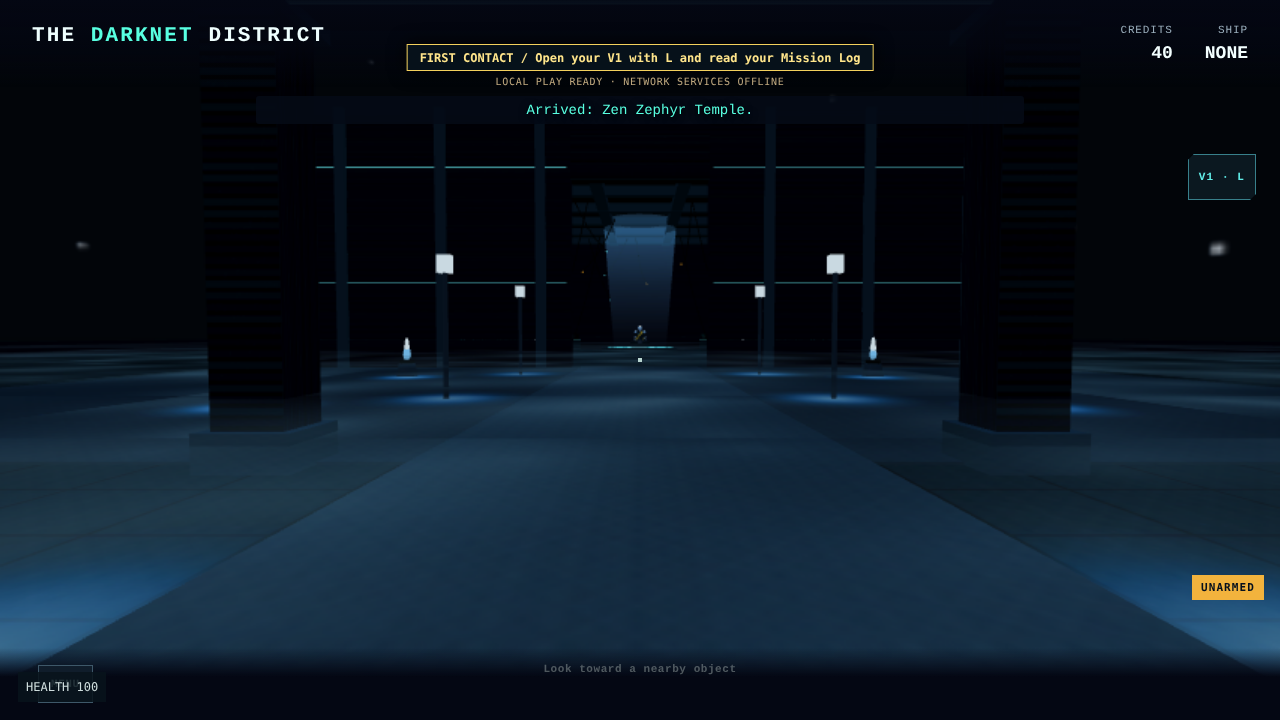 THE DARKNET DISTRICT
CREDITS SHIP
40 NONE
FIRST CONTACT / Open your V1 with L and read your Mission Log
LOCAL PLAY READY · NETWORK SERVICES OFFLINE
Arrived: Zen Zephyr Temple.
V1 · L
UNARMED
Look toward a nearby object
HEALTH 100